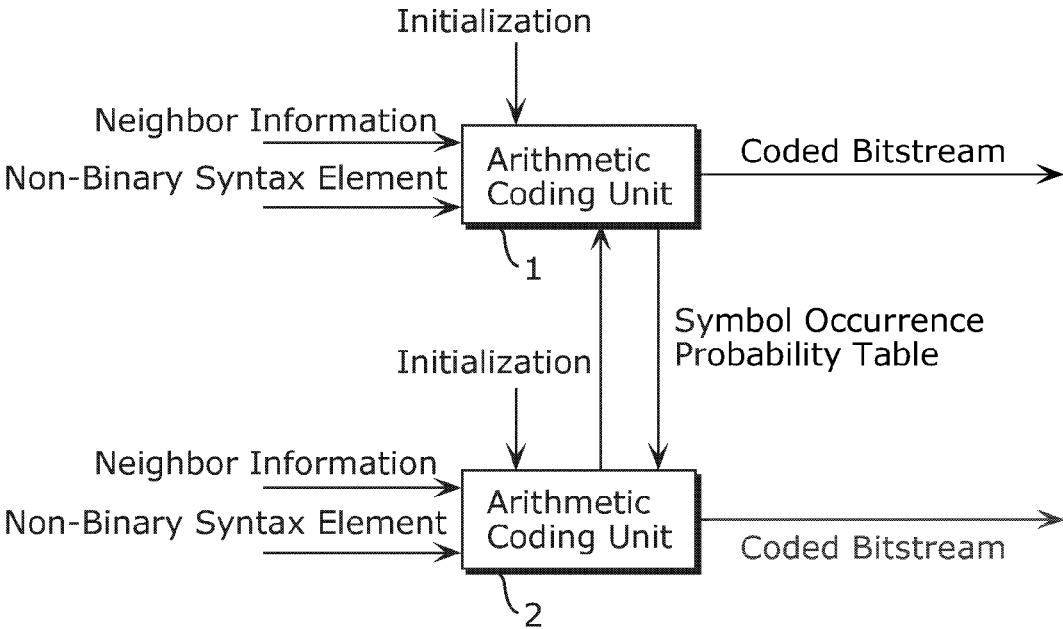 Initialization
Neighbor Information
Non-Binary Syntax Element
Arithmetic
Coding Unit
Coded Bitstream
1
Symbol Occurrence
Probability Table
Initialization
Neighbor Information
Non-Binary Syntax Element
Arithmetic
Coding Unit
Coded Bitstream
2